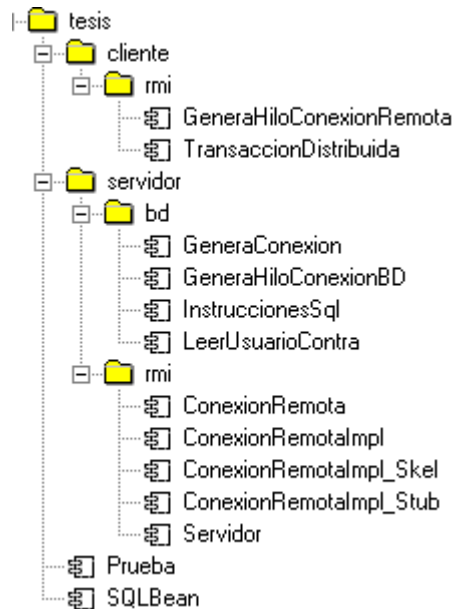 tesis
cliente
rmi
GeneraHiloConexionRemota
TransaccionDistribuida
servidor
bd
GeneraConexion
GeneraHiloConexionBD
InstruccionesSql
LeerUsuarioContra
rmi
ConexionRemota
ConexionRemotaImpl
ConexionRemotaImpl_Skel
ConexionRemotaImpl_Stub
Servidor
Prueba
SQLBean